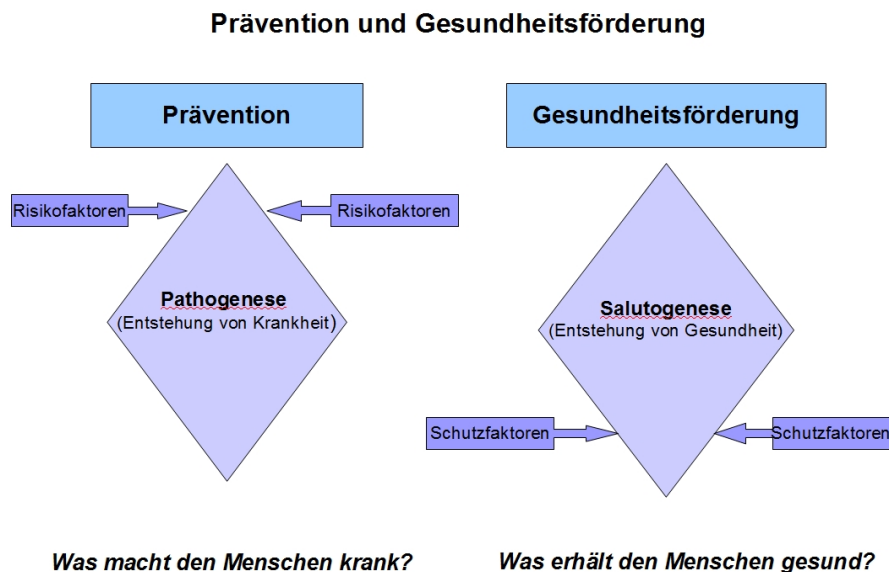 Prävention und Gesundheitsförderung
Prävention
Gesundheitsförderung
Risikofaktoren
Risikofaktoren
Pathogenese
(Entstehung von Krankheit)
Salutogenese
(Entstehung von Gesundheit)
Schutzfaktoren
Schutzfaktoren
Was macht den Menschen krank?
Was erhält den Menschen gesund?